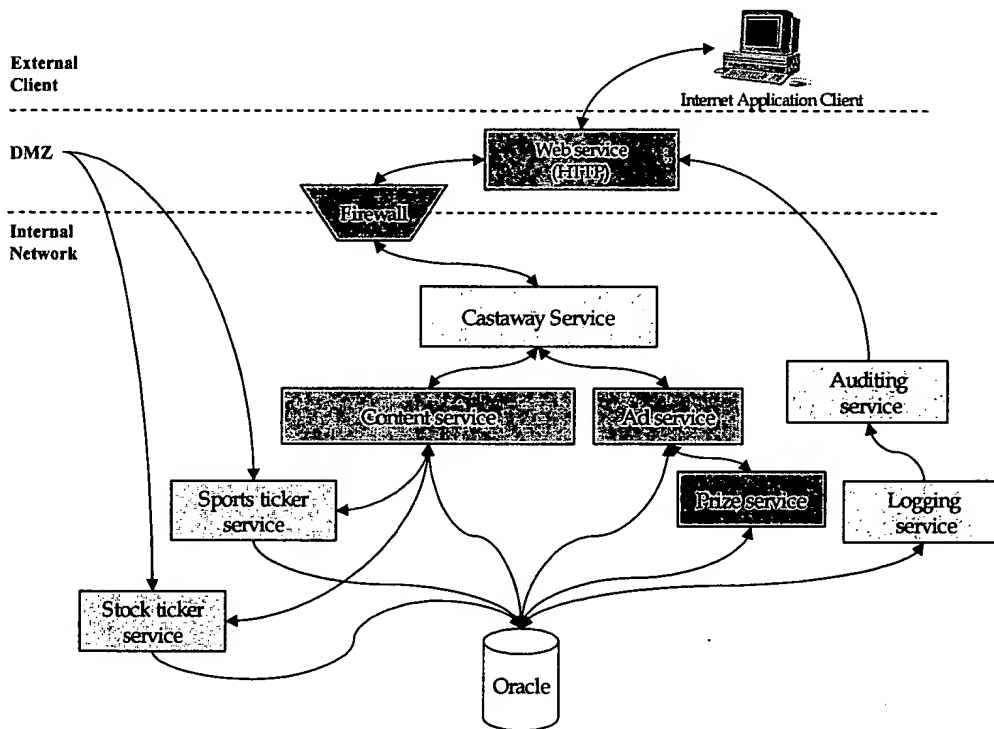 External
Client
Internet Application Client
DMZ
Web service
(HTTP)
Firewall
Internal
Network
Castaway Service
Content service
Ad service
Auditing
service
Sports ticker
service
Prize service
Logging
service
Stock ticker
service
Oracle